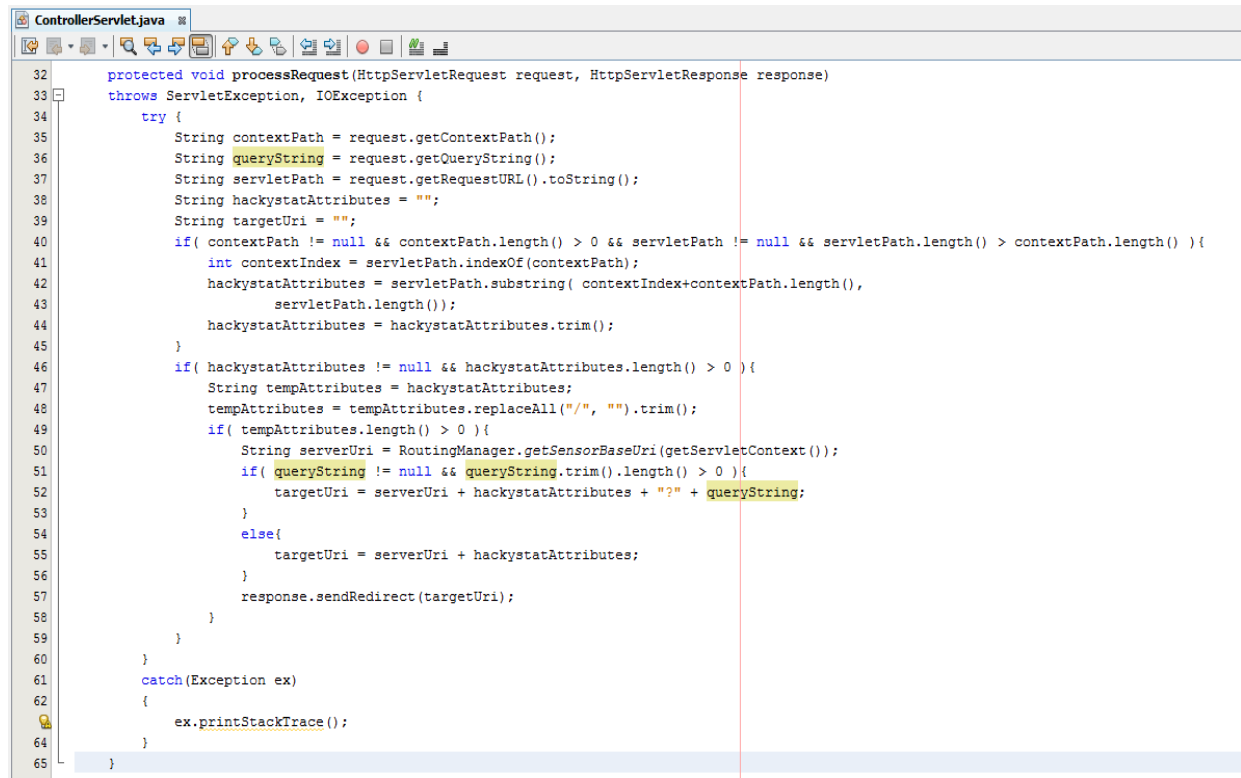 ControllerServlet.java
32 protected void processRequest(HttpServletRequest request, HttpServletResponse response)
33 throws ServletException, IOException {
34 try {
35 String contextPath = request.getContextPath();
36 String queryString = request.getQueryString();
37 String servletPath = request.getRequestURL().toString();
38 String hackystatAttributes = "";
39 String targetUri = "";
40 if( contextPath != null && contextPath.length() > 0 && servletPath != null && servletPath.length() > contextPath.length() ){
41 int contextIndex = servletPath.indexOf(contextPath);
42 hackystatAttributes = servletPath.substring( contextIndex+contextPath.length(),
43 servletPath.length());
44 hackystatAttributes = hackystatAttributes.trim();
45 }
46 if( hackystatAttributes != null && hackystatAttributes.length() > 0 ){
47 String tempAttributes = hackystatAttributes;
48 tempAttributes = tempAttributes.replaceAll("/", "").trim();
49 if( tempAttributes.length() > 0 ){
50 String serverUri = RoutingManager.getSensorBaseUri(getServletContext());
51 if( queryString != null && queryString.trim().length() > 0 ){
52 targetUri = serverUri + hackystatAttributes + "?" + queryString;
53 }
54 else{
55 targetUri = serverUri + hackystatAttributes;
56 }
57 response.sendRedirect(targetUri);
58 }
59 }
60 }
61 catch(Exception ex)
62 {
ex.printStackTrace();
64 }
65 }